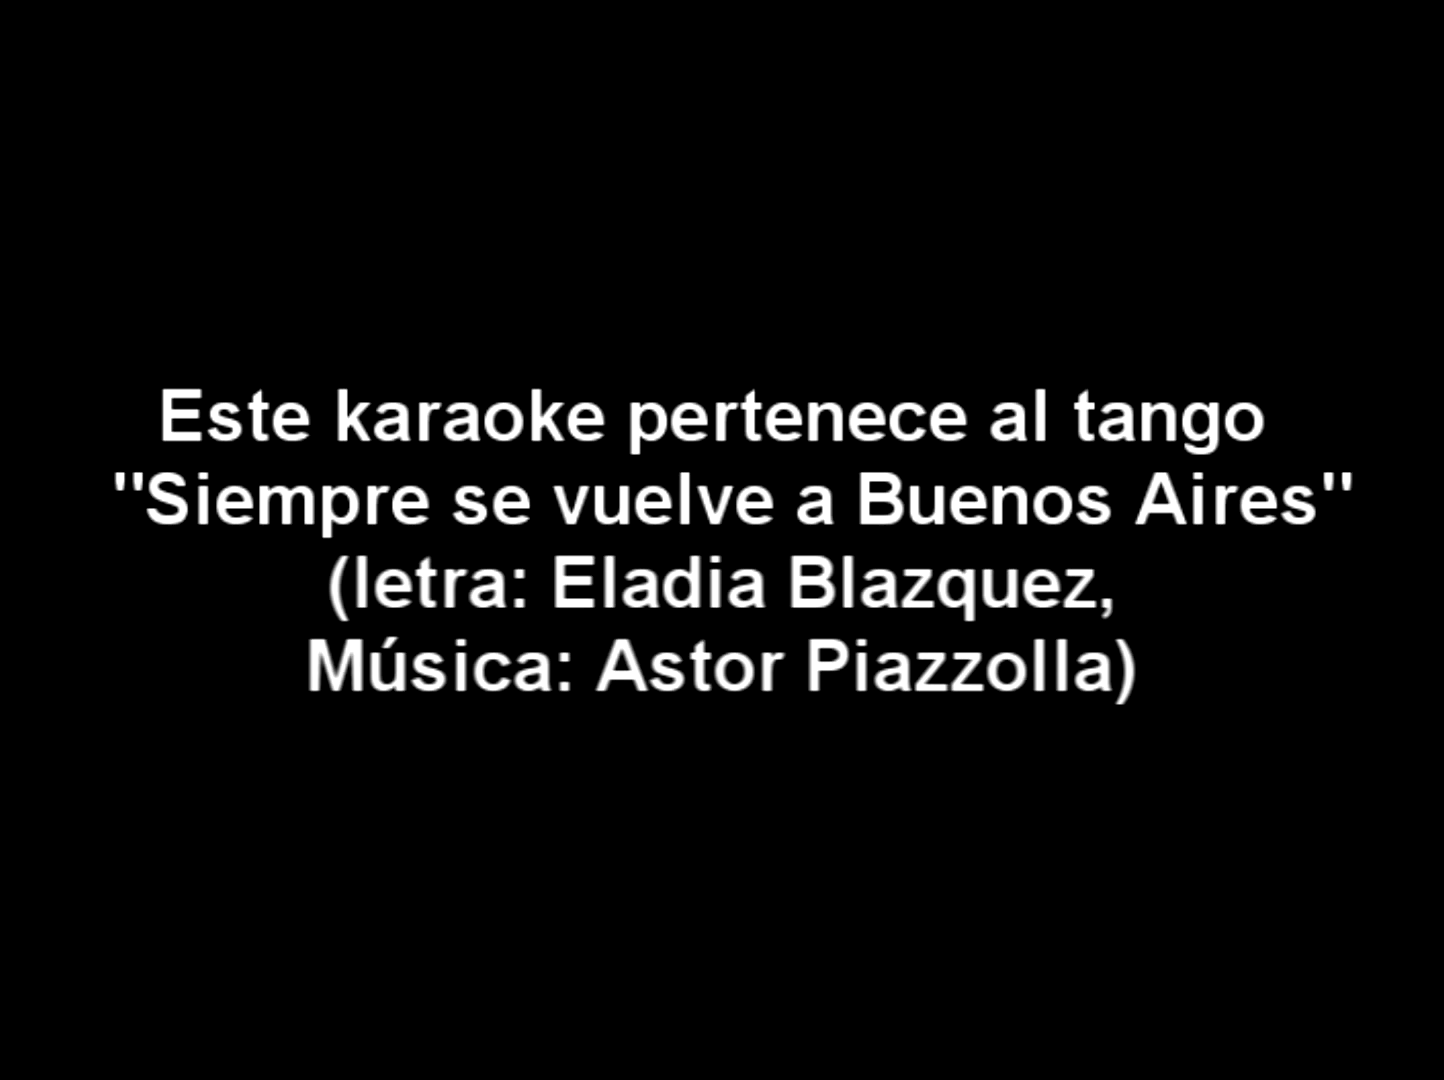 Este karaoke pertenece al tango
"Siempre se vuelve a Buenos Aires"
(letra: Eladia Blazquez,
Música: Astor Piazzolla)